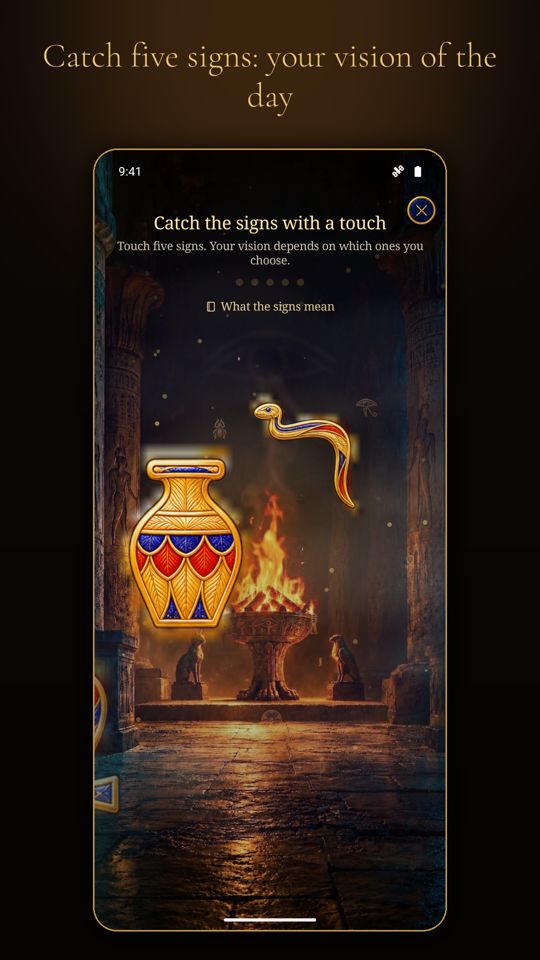 Catch five signs: your vision of the
day
9:41
Catch the signs with a touch
Touch five signs. Your vision depends on which ones you
choose.
What the signs mean